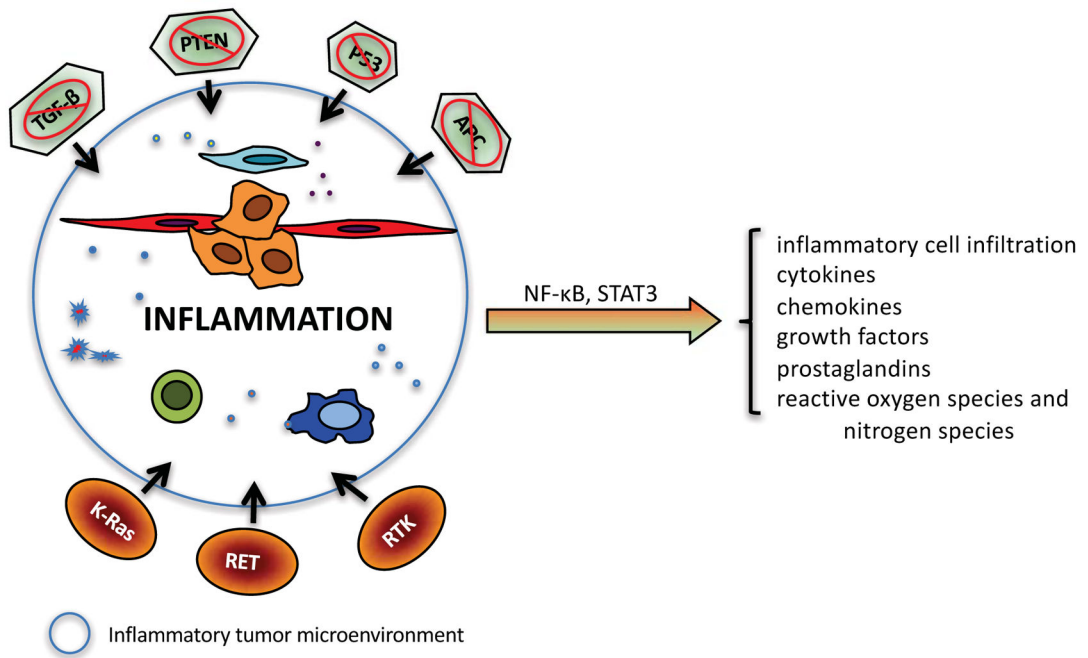 PTEN
P53
TGF-β
APC
INFLAMMATION
NF-κB, STAT3
inflammatory cell infiltration
cytokines
chemokines
growth factors
prostaglandins
reactive oxygen species and
nitrogen species
K-Ras
RET
RTK
Inflammatory tumor microenvironment